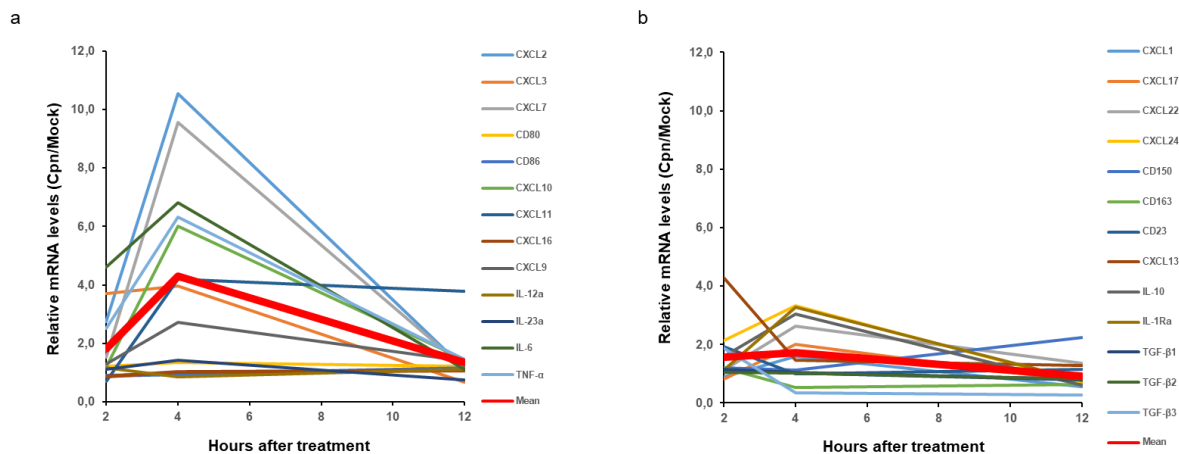 a
Relative mRNA levels (Cpn/Mock)
12,0
10,0
8,0
6,0
4,0
2,0
0,0
2
4
6
8
10
12
Hours after treatment
CXCL2
CXCL3
CXCL7
CD80
CD86
CXCL10
CXCL11
CXCL16
CXCL9
IL-12a
IL-23a
IL-6
TNF-α
Mean
b
Relative mRNA levels (Cpn/Mock)
12,0
10,0
8,0
6,0
4,0
2,0
0,0
2
4
6
8
10
12
Hours after treatment
CXCL1
CXCL17
CXCL22
CXCL24
CD150
CD163
CD23
CXCL13
IL-10
IL-1Ra
TGF-β1
TGF-β2
TGF-β3
Mean